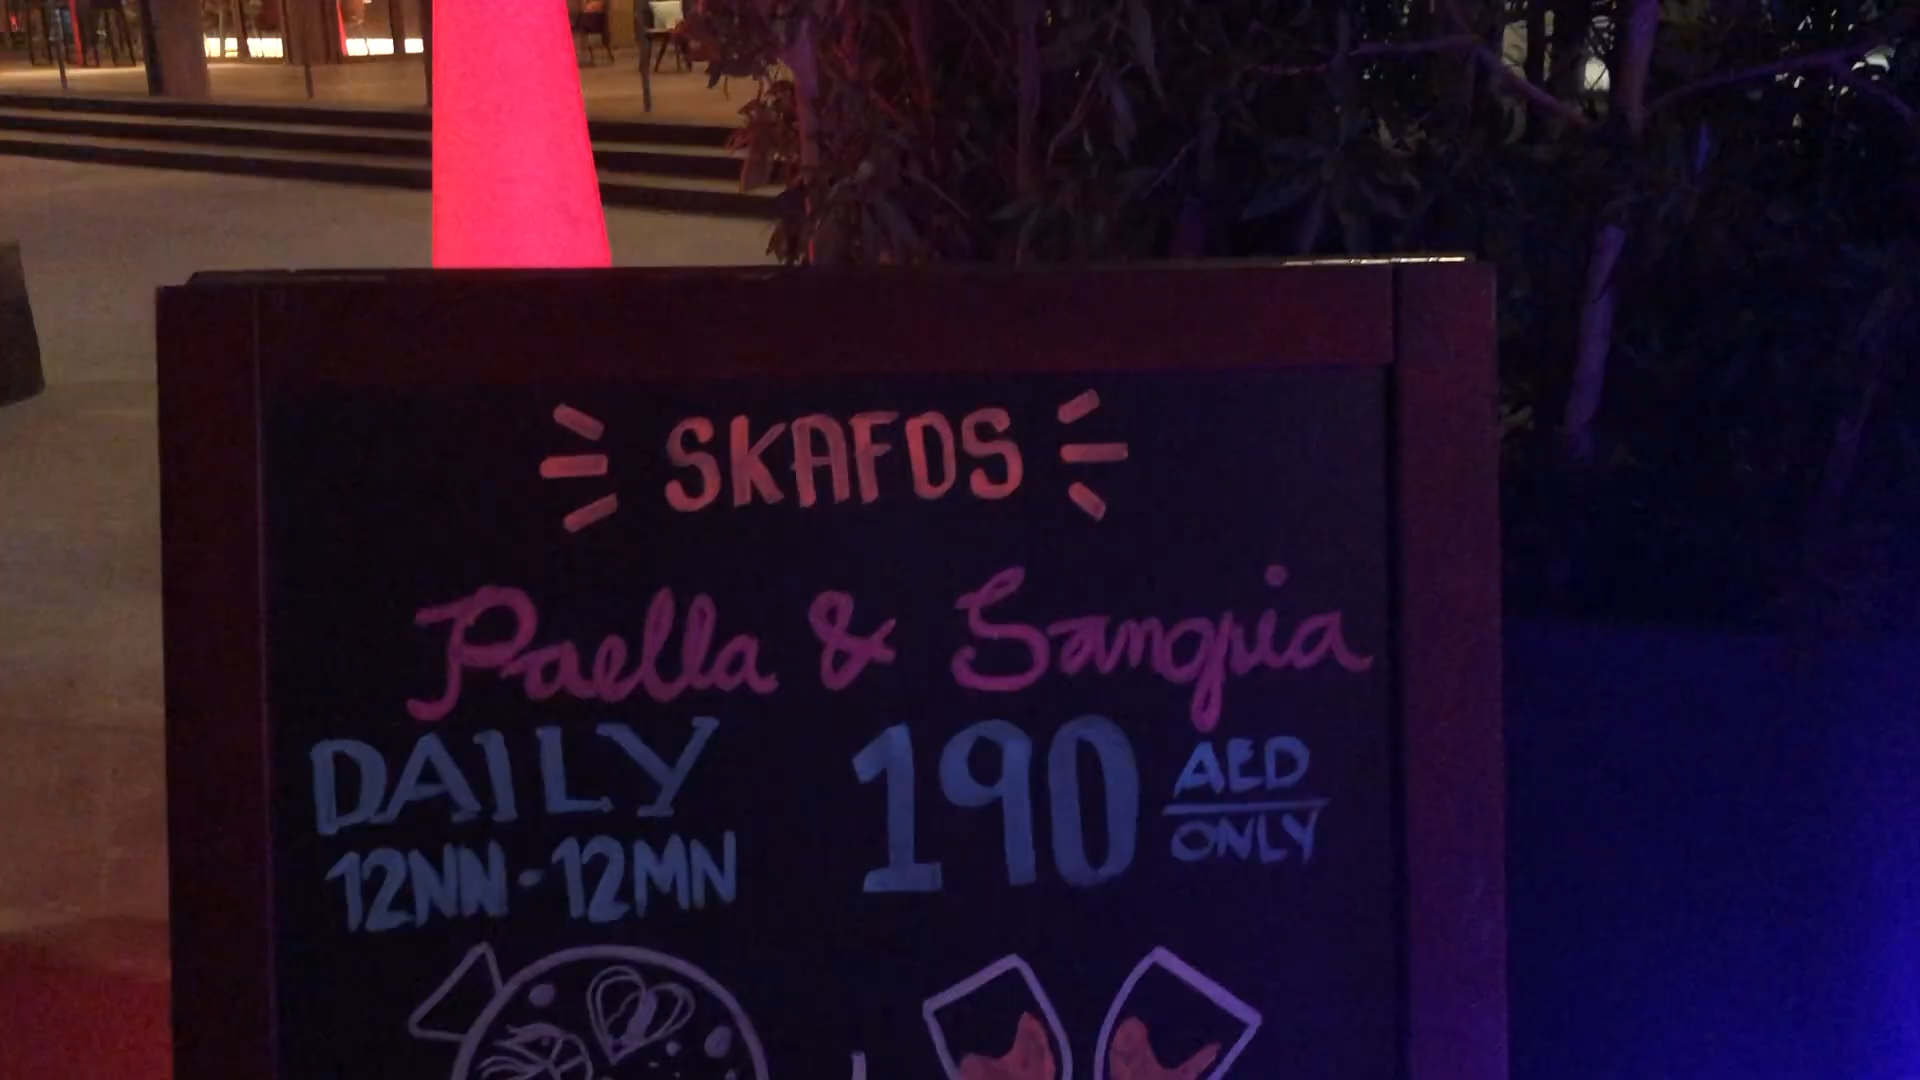 SKAFOS
Paella & Sangria
DAILY
12NN-12MN
190
AED
ONLY